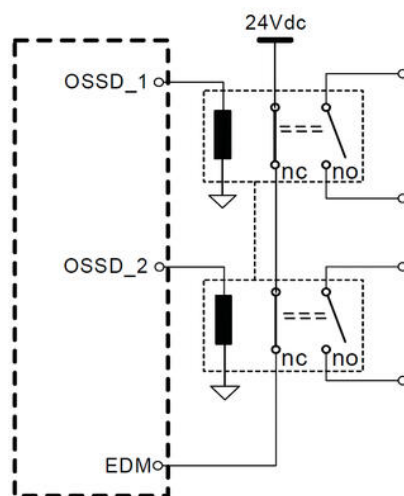 24Vdc
OSSD_1
nc no
OSSD_2
nc no
EDM